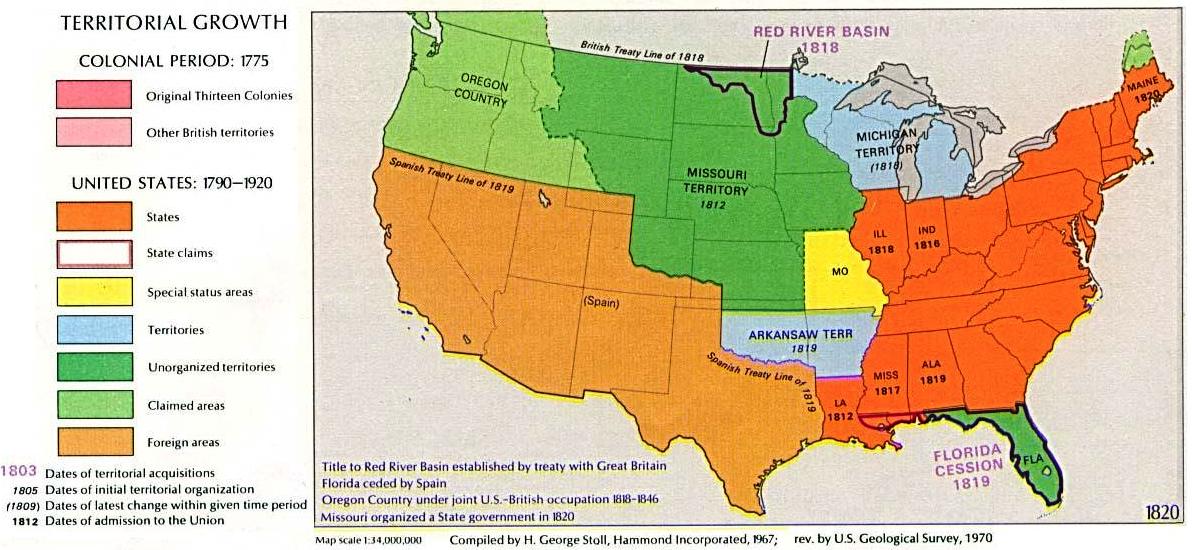 TERRITORIAL GROWTH
COLONIAL PERIOD: 1775
Original Thirteen Colonies
Other British territories
UNITED STATES: 1790–1920
States
State claims
Special status areas
Territories
Unorganized territories
Claimed areas
Foreign areas
1803 Dates of territorial acquisitions
1805 Dates of initial territorial organization
(1809) Dates of latest change within given time period
1812 Dates of admission to the Union
RED RIVER BASIN
1818
British Treaty Line of 1818
OREGON
COUNTRY
MAINE
1820
MICHIGAN
TERRITORY
(1818)
Spanish Treaty Line of 1819
MISSOURI
TERRITORY
1812
ILL
1818
IND
1816
MO
(Spain)
ARKANSAW TERR
1819
Spanish Treaty Line of 1819
MISS
1817
ALA
1819
LA
1812
FLORIDA
CESSION
1819
FLA
Title to Red River Basin established by treaty with Great Britain
Florida ceded by Spain
Oregon Country under joint U.S.-British occupation 1818-1846
Missouri organized a State government in 1820
1820
Map scale 1:34,000,000
Compiled by H. George Stoll, Hammond Incorporated, 1967; rev. by U.S. Geological Survey, 1970